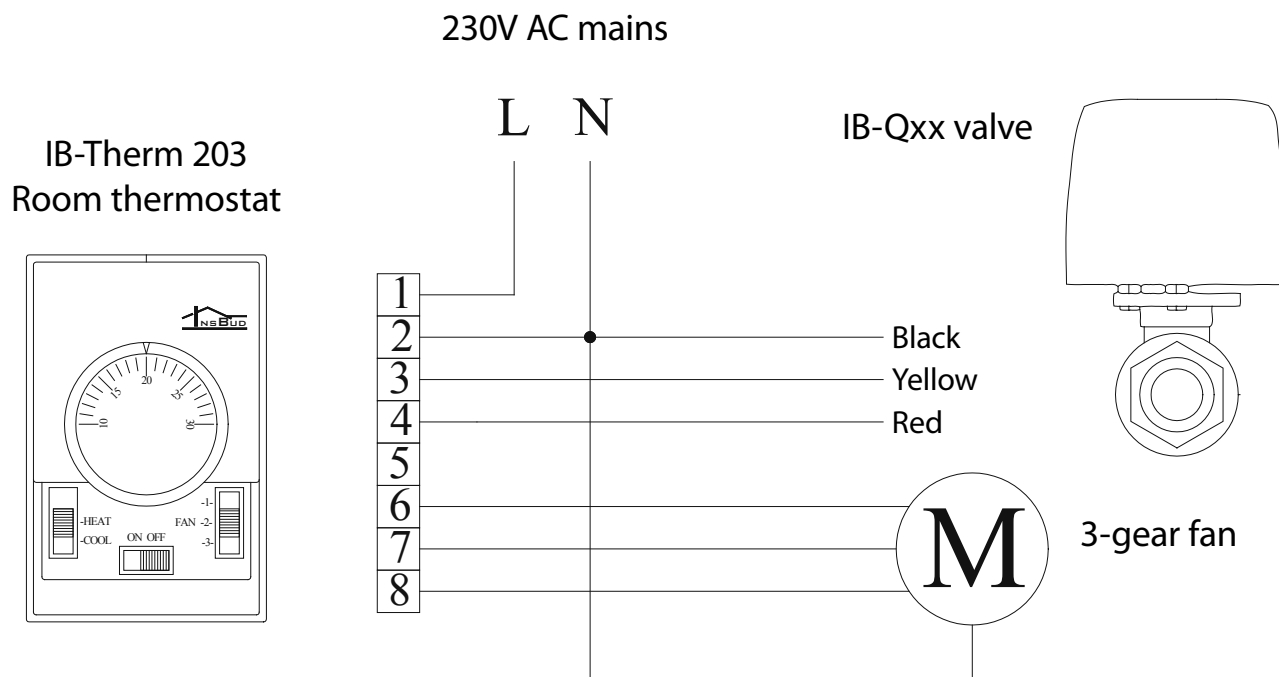 230V AC mains
L N
IB-Qxx valve
IB-Therm 203
Room thermostat
INSBUD
10 15 20 25 30
-HEAT
-COOL
ON OFF
FAN
-1-
-2-
-3-
1
2
3
4
5
6
7
8
Black
Yellow
Red
M
3-gear fan